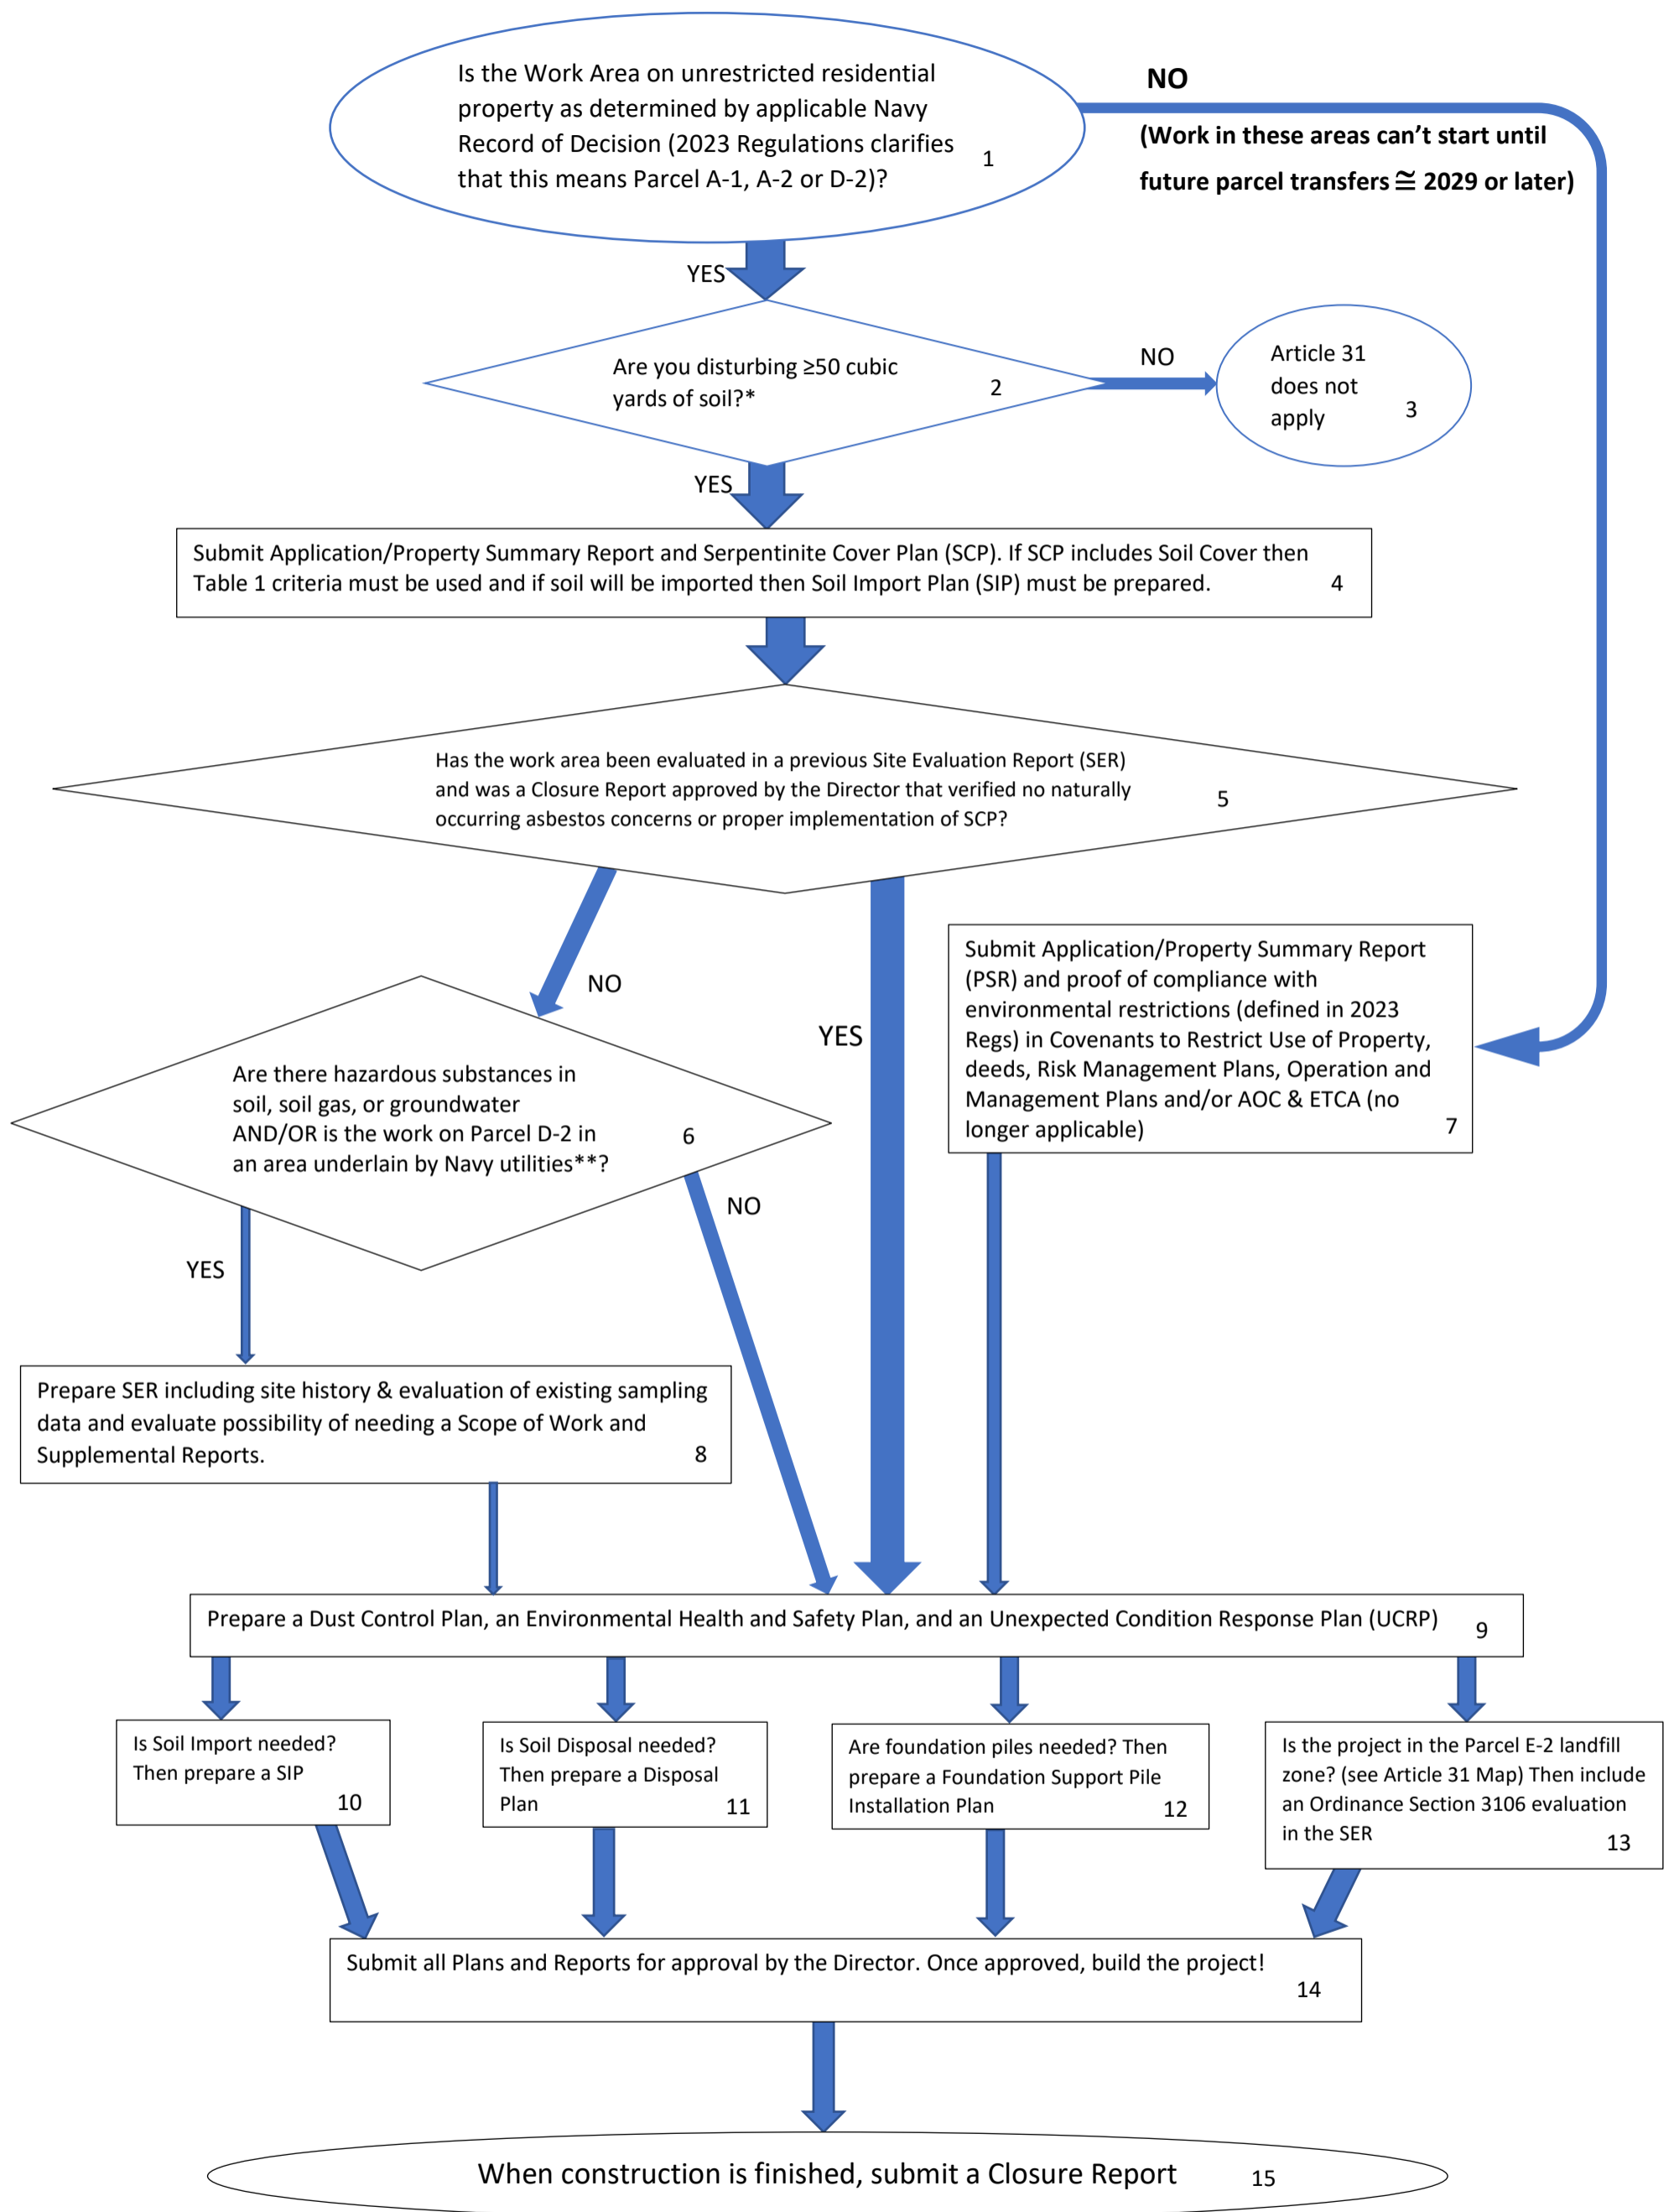 Is the Work Area on unrestricted residential
property as determined by applicable Navy
Record of Decision (2023 Regulations clarifies
that this means Parcel A-1, A-2 or D-2)?
1
NO
(Work in these areas can’t start until
future parcel transfers ≅ 2029 or later)
YES
Are you disturbing ≥50 cubic
yards of soil?*
2
NO
Article 31
does not
apply
3
YES
Submit Application/Property Summary Report and Serpentinite Cover Plan (SCP). If SCP includes Soil Cover then
Table 1 criteria must be used and if soil will be imported then Soil Import Plan (SIP) must be prepared.
4
Has the work area been evaluated in a previous Site Evaluation Report (SER)
and was a Closure Report approved by the Director that verified no naturally
occurring asbestos concerns or proper implementation of SCP?
5
NO
YES
Are there hazardous substances in
soil, soil gas, or groundwater
AND/OR is the work on Parcel D-2 in
an area underlain by Navy utilities**?
6
Submit Application/Property Summary Report
(PSR) and proof of compliance with
environmental restrictions (defined in 2023
Regs) in Covenants to Restrict Use of Property,
deeds, Risk Management Plans, Operation and
Management Plans and/or AOC & ETCA (no
longer applicable)
7
NO
YES
Prepare SER including site history & evaluation of existing sampling
data and evaluate possibility of needing a Scope of Work and
Supplemental Reports.
8
Prepare a Dust Control Plan, an Environmental Health and Safety Plan, and an Unexpected Condition Response Plan (UCRP)
9
Is Soil Import needed?
Then prepare a SIP
10
Is Soil Disposal needed?
Then prepare a Disposal
Plan
11
Are foundation piles needed? Then
prepare a Foundation Support Pile
Installation Plan
12
Is the project in the Parcel E-2 landfill
zone? (see Article 31 Map) Then include
an Ordinance Section 3106 evaluation
in the SER
13
Submit all Plans and Reports for approval by the Director. Once approved, build the project!
14
When construction is finished, submit a Closure Report
15